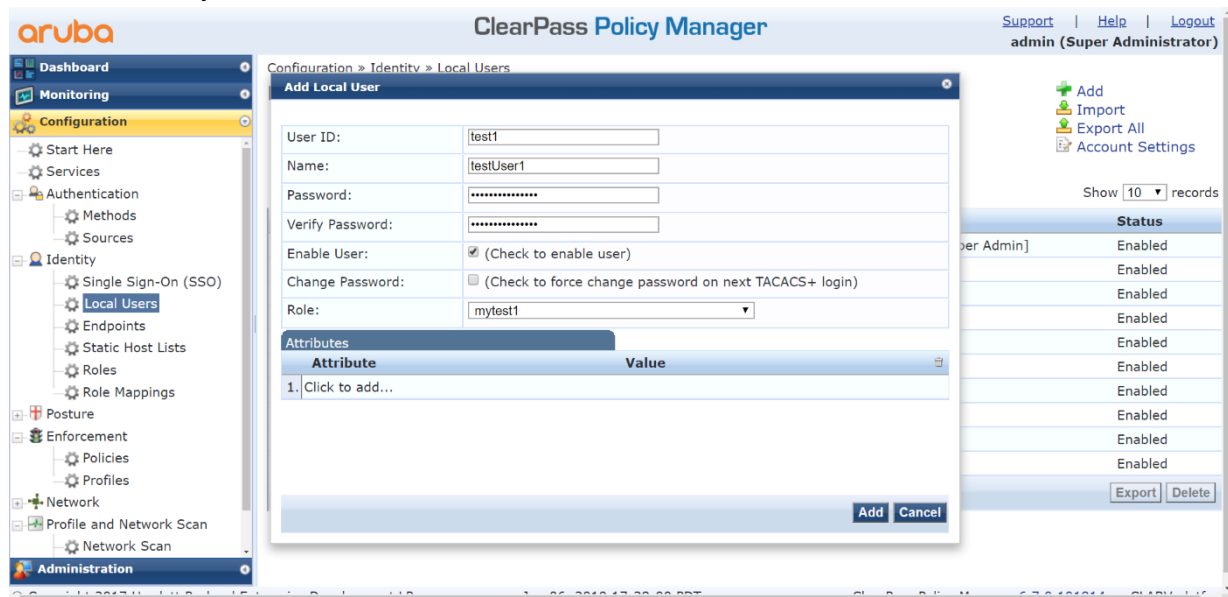 aruba
ClearPass Policy Manager
Support | Help | Logout
admin (Super Administrator)
Dashboard
Monitoring
Configuration
Start Here
Services
Authentication
Methods
Sources
Identity
Single Sign-On (SSO)
Local Users
Endpoints
Static Host Lists
Roles
Role Mappings
Posture
Enforcement
Policies
Profiles
Network
Profile and Network Scan
Network Scan
Administration
Configuration » Identity » Local Users
Add Local User
User ID: test1
Name: testUser1
Password: •••••••••••••••
Verify Password: •••••••••••••••
Enable User: (Check to enable user)
Change Password: (Check to force change password on next TACACS+ login)
Role: mytest1
Attributes
Attribute Value
1. Click to add...
Add Cancel
Add
Import
Export All
Account Settings
Show 10 records
Status
Admin] Enabled
Enabled
Enabled
Enabled
Enabled
Enabled
Enabled
Enabled
Enabled
Enabled
Export Delete